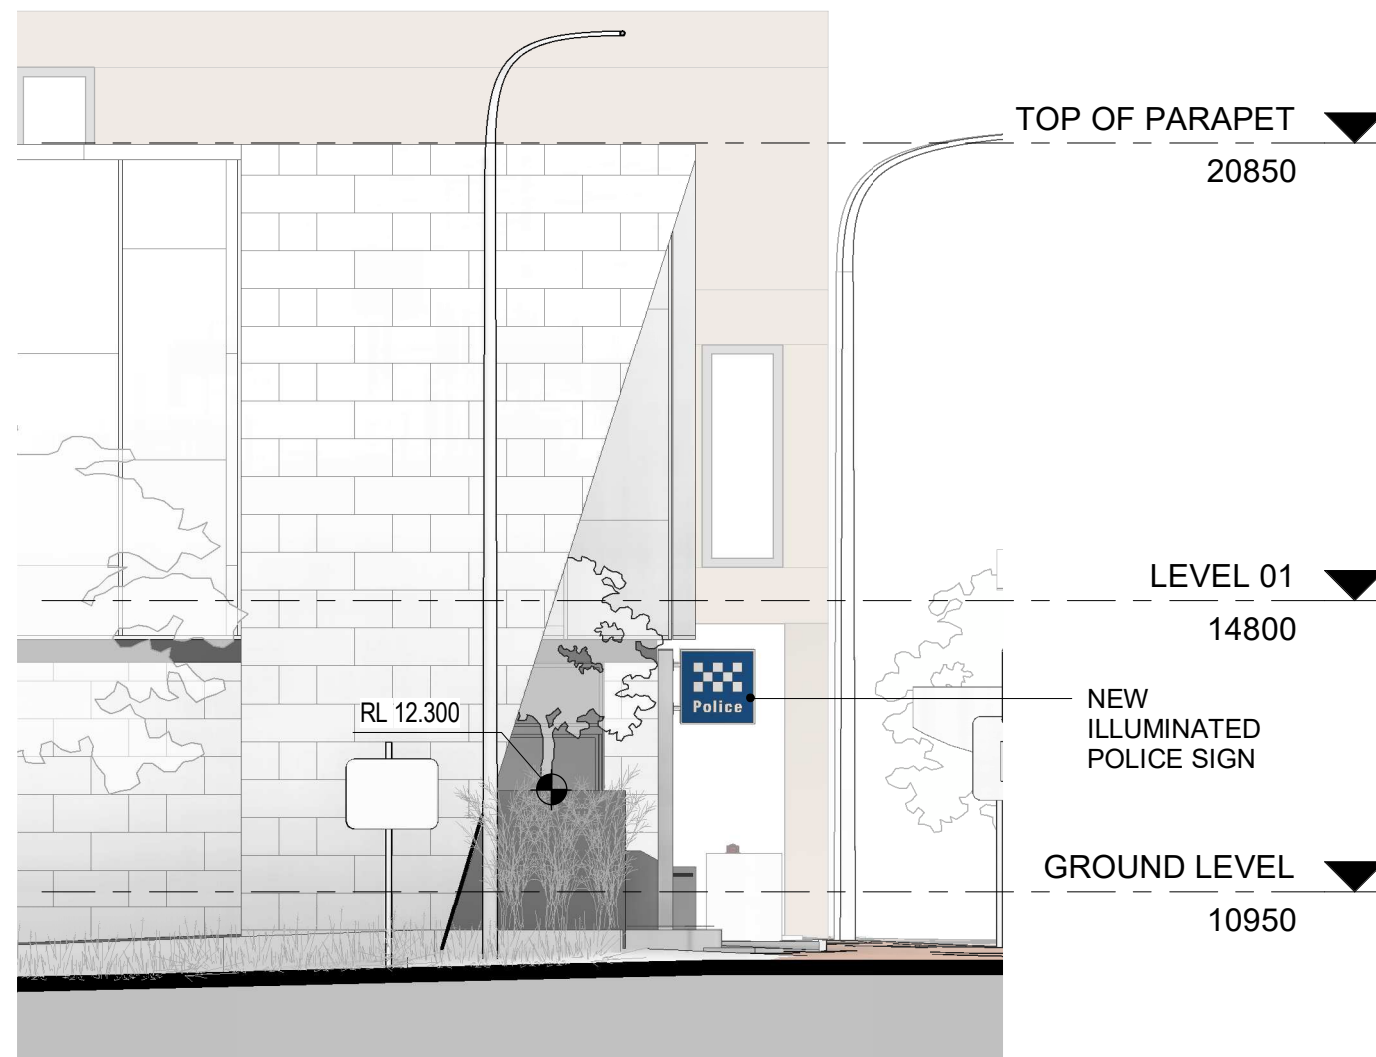 TOP OF PARAPET
20850
LEVEL 01
14800
NEW
ILLUMINATED
POLICE SIGN
Police
RL 12.300
GROUND LEVEL
10950